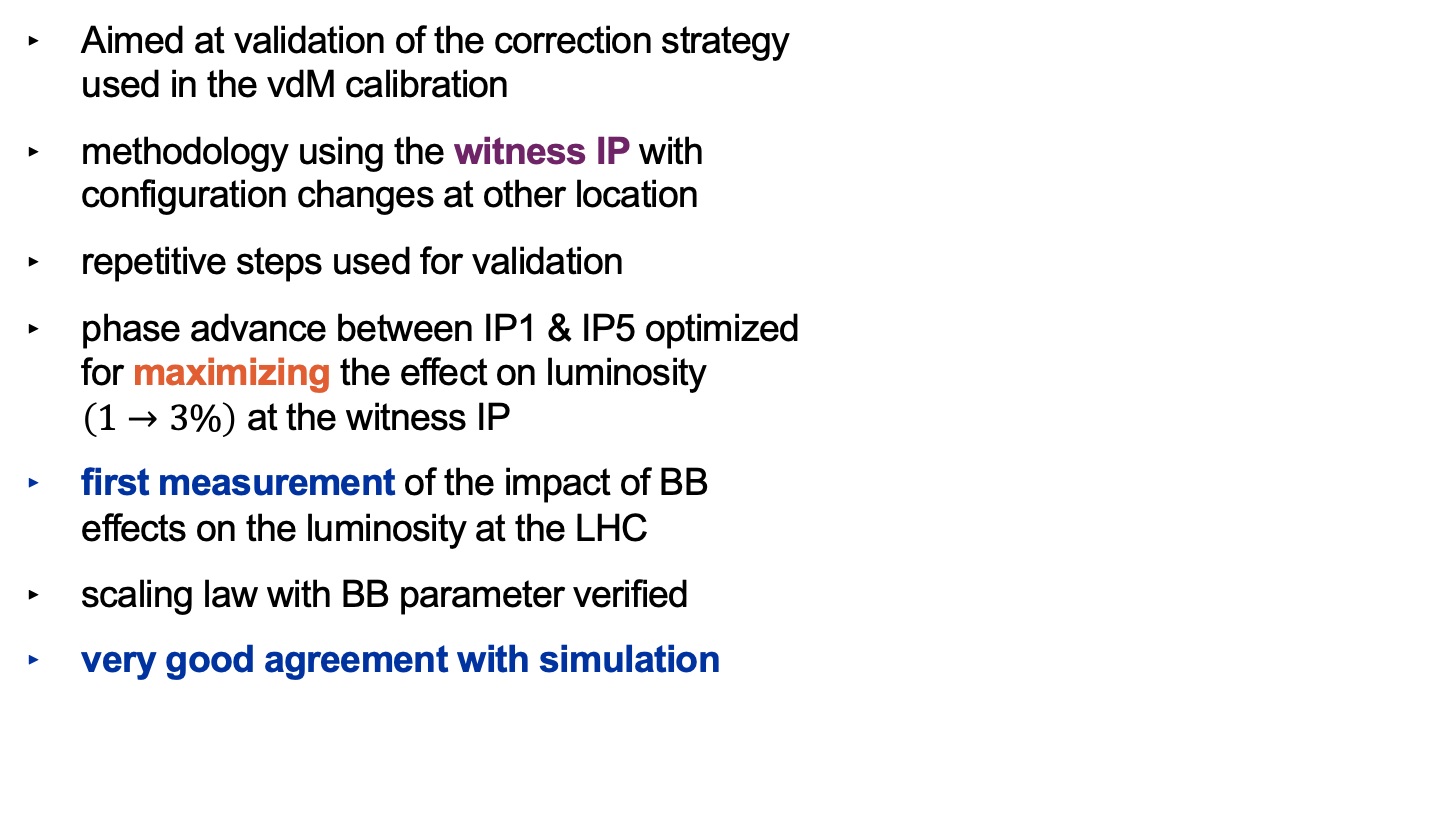 ▸ Aimed at validation of the correction strategy
used in the vdM calibration
▸ methodology using the witness IP with
configuration changes at other location
▸ repetitive steps used for validation
▸ phase advance between IP1 & IP5 optimized
for maximizing the effect on luminosity
(1 → 3%) at the witness IP
▸ first measurement of the impact of BB
effects on the luminosity at the LHC
▸ scaling law with BB parameter verified
▸ very good agreement with simulation